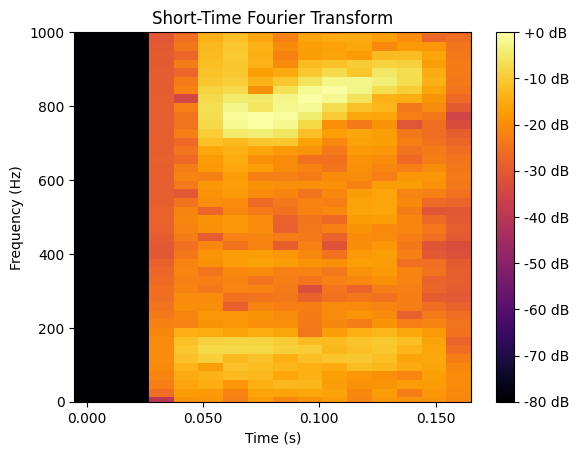 Short-Time Fourier Transform
Frequency (Hz)
1000
800
600
400
200
0
0.000
0.050
0.100
0.150
Time (s)
+0 dB
-10 dB
-20 dB
-30 dB
-40 dB
-50 dB
-60 dB
-70 dB
-80 dB